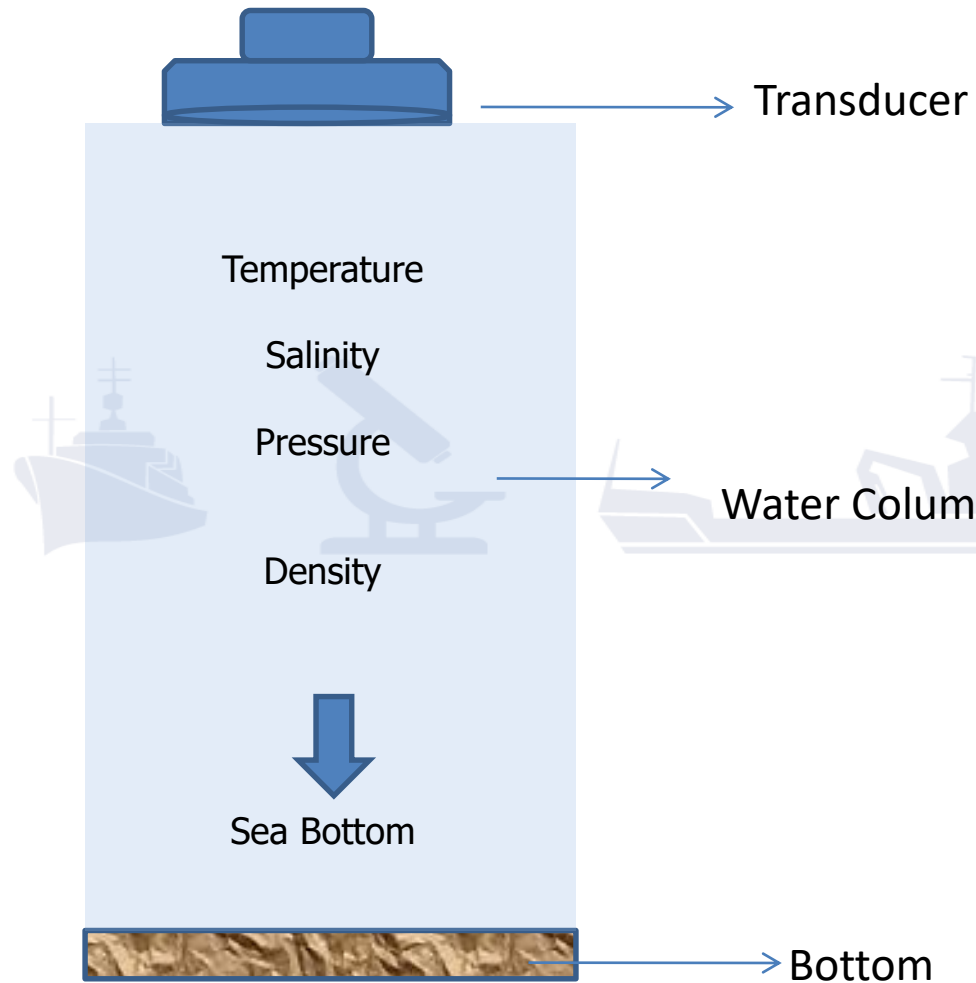 Transducer
Temperature
Salinity
Pressure
Water Colum
Density
Sea Bottom
Bottom